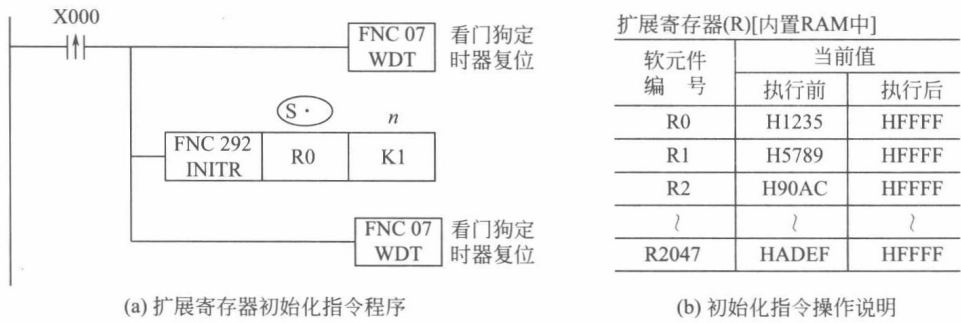 X000
FNC 07
WDT
看门狗定
时器复位
S·
n
FNC 292
INITR
R0
K1
FNC 07
WDT
看门狗定
时器复位
(a) 扩展寄存器初始化指令程序
扩展寄存器(R)[内置RAM中]
软元件
编 号
当前值
执行前
执行后
R0 H1235 HFFFF
R1 H5789 HFFFF
R2 H90AC HFFFF
≀ ≀ ≀
R2047 HADEF HFFFF
(b) 初始化指令操作说明